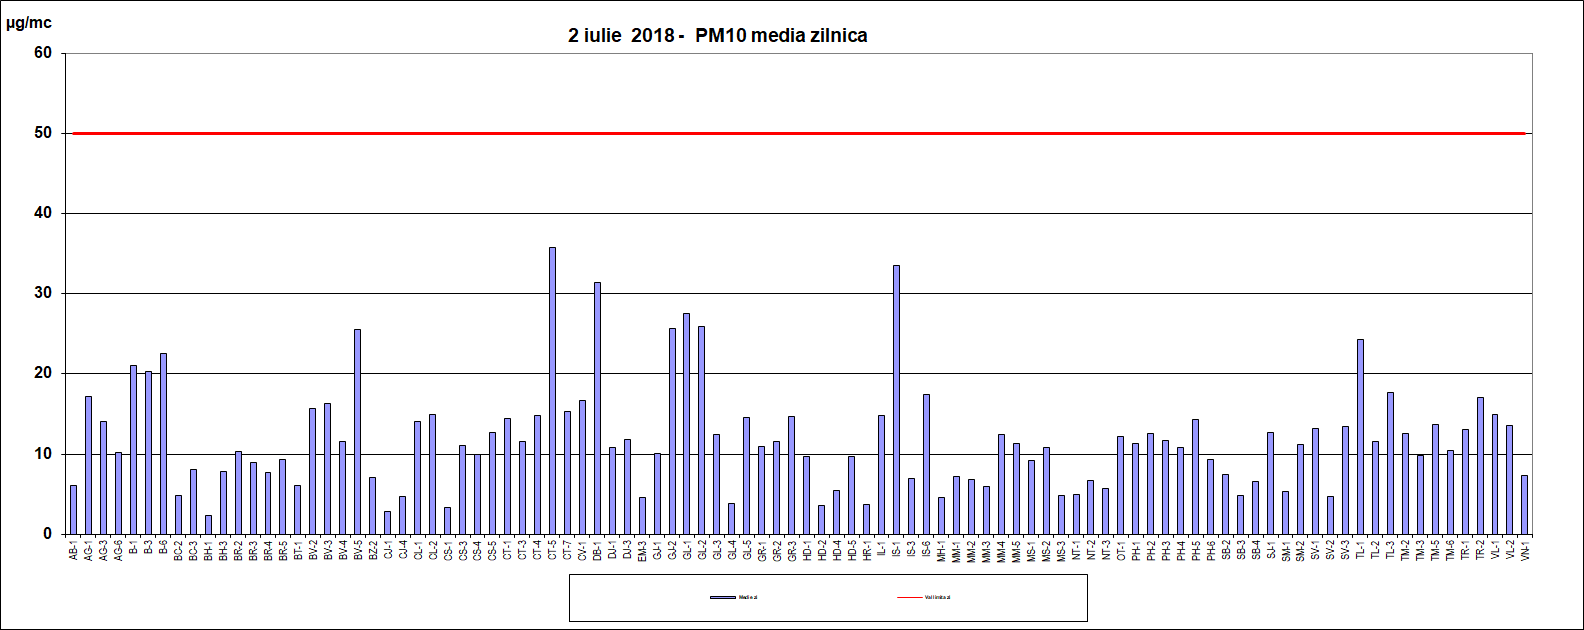 µg/mc
2 iulie 2018 - PM10 media zilnica
60
50
40
30
20
10
0
AB-1 AG-1 AG-3 AG-6 B-1 B-3 B-6 BC-2 BC-3 BH-1 BH-3 BR-2 BR-3 BR-4 BR-5 BT-1 BV-2 BV-3 BV-4 BV-5 BZ-2 CJ-1 CJ-4 CL-1 CL-2 CS-1 CS-3 CS-4 CS-5 CT-1 CT-3 CT-4 CT-5 CT-7 CV-1 DB-1 DJ-1 DJ-3 EM-3 GJ-1 GJ-2 GL-1 GL-2 GL-3 GL-4 GL-5 GR-1 GR-2 GR-3 HD-1 HD-2 HD-4 HD-5 HR-1 IL-1 IS-1 IS-3 IS-6 MH-1 MM-1 MM-2 MM-3 MM-4 MM-5 MS-1 MS-2 MS-3 NT-1 NT-2 NT-3 OT-1 PH-1 PH-2 PH-3 PH-4 PH-5 PH-6 SB-2 SB-3 SB-4 SJ-1 SM-1 SM-2 SV-1 SV-2 SV-3 TL-1 TL-2 TL-3 TM-2 TM-3 TM-5 TM-6 TR-1 TR-2 VL-1 VL-2 VN-1
Medie zi Val limita zi